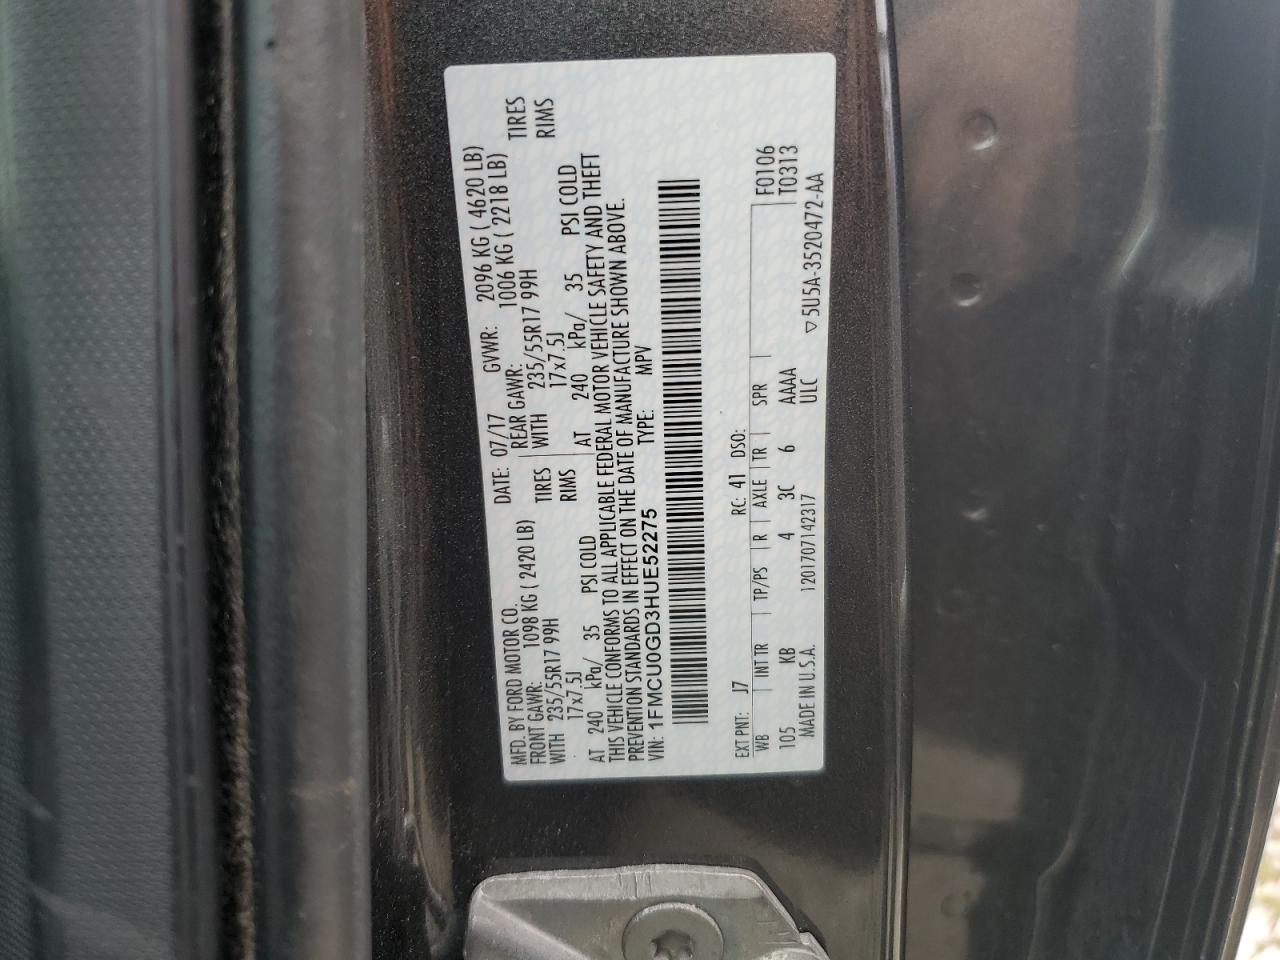 MFD. BY FORD MOTOR CO.
DATE: 07/17 GVWR: 2096 KG ( 4620 LB)
FRONT GAWR: 1098 KG ( 2420 LB) REAR GAWR: 1006 KG ( 2218 LB)
WITH 235/55R17 99H TIRES WITH 235/55R17 99H TIRES
17x7.5J RIMS 17x7.5J RIMS
AT 240 kPa/ 35 PSI COLD AT 240 kPa/ 35 PSI COLD
THIS VEHICLE CONFORMS TO ALL APPLICABLE FEDERAL MOTOR VEHICLE SAFETY AND THEFT
PREVENTION STANDARDS IN EFFECT ON THE DATE OF MANUFACTURE SHOWN ABOVE.
VIN: 1FMCU0GD3HUE52275 TYPE: MPV
EXT PNT: J7 RC: 41 DSO:
WB | INT TR | TP/PS | R | AXLE | TR | SPR | F0106
105 KB 4 3C 6 AAAA T0313
MADE IN U.S.A. 1201707142317 ULC ▽5U5A-3520472-AA